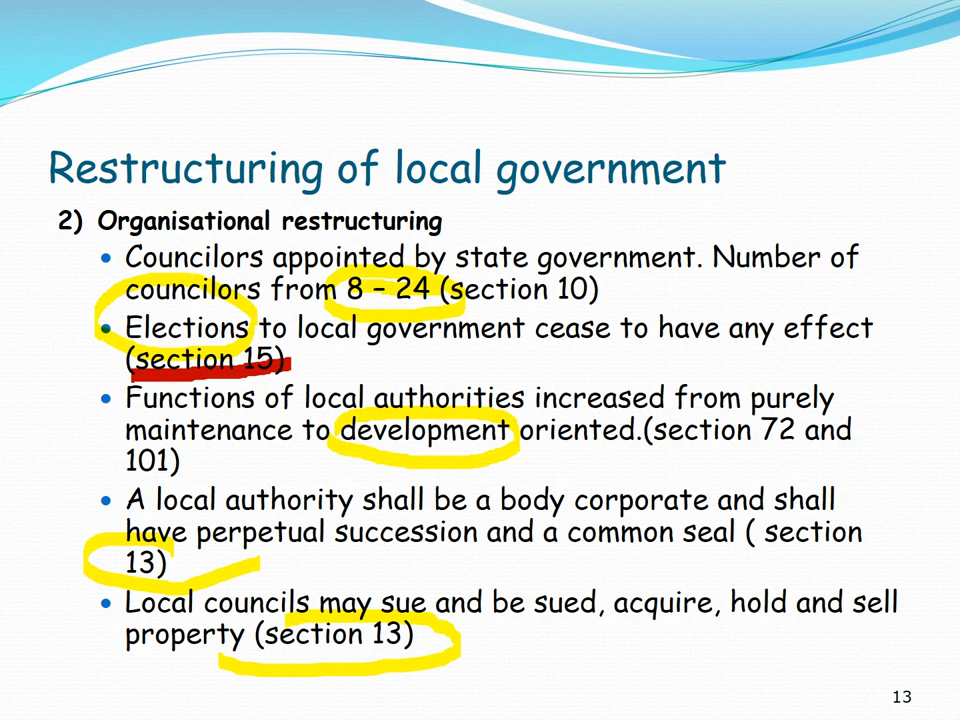 Restructuring of local government
2) Organisational restructuring
• Councilors appointed by state government. Number of
councilors from 8 – 24 (section 10)
• Elections to local government cease to have any effect
(section 15)
• Functions of local authorities increased from purely
maintenance to development oriented.(section 72 and
101)
• A local authority shall be a body corporate and shall
have perpetual succession and a common seal ( section
13)
• Local councils may sue and be sued, acquire, hold and sell
property (section 13)
13